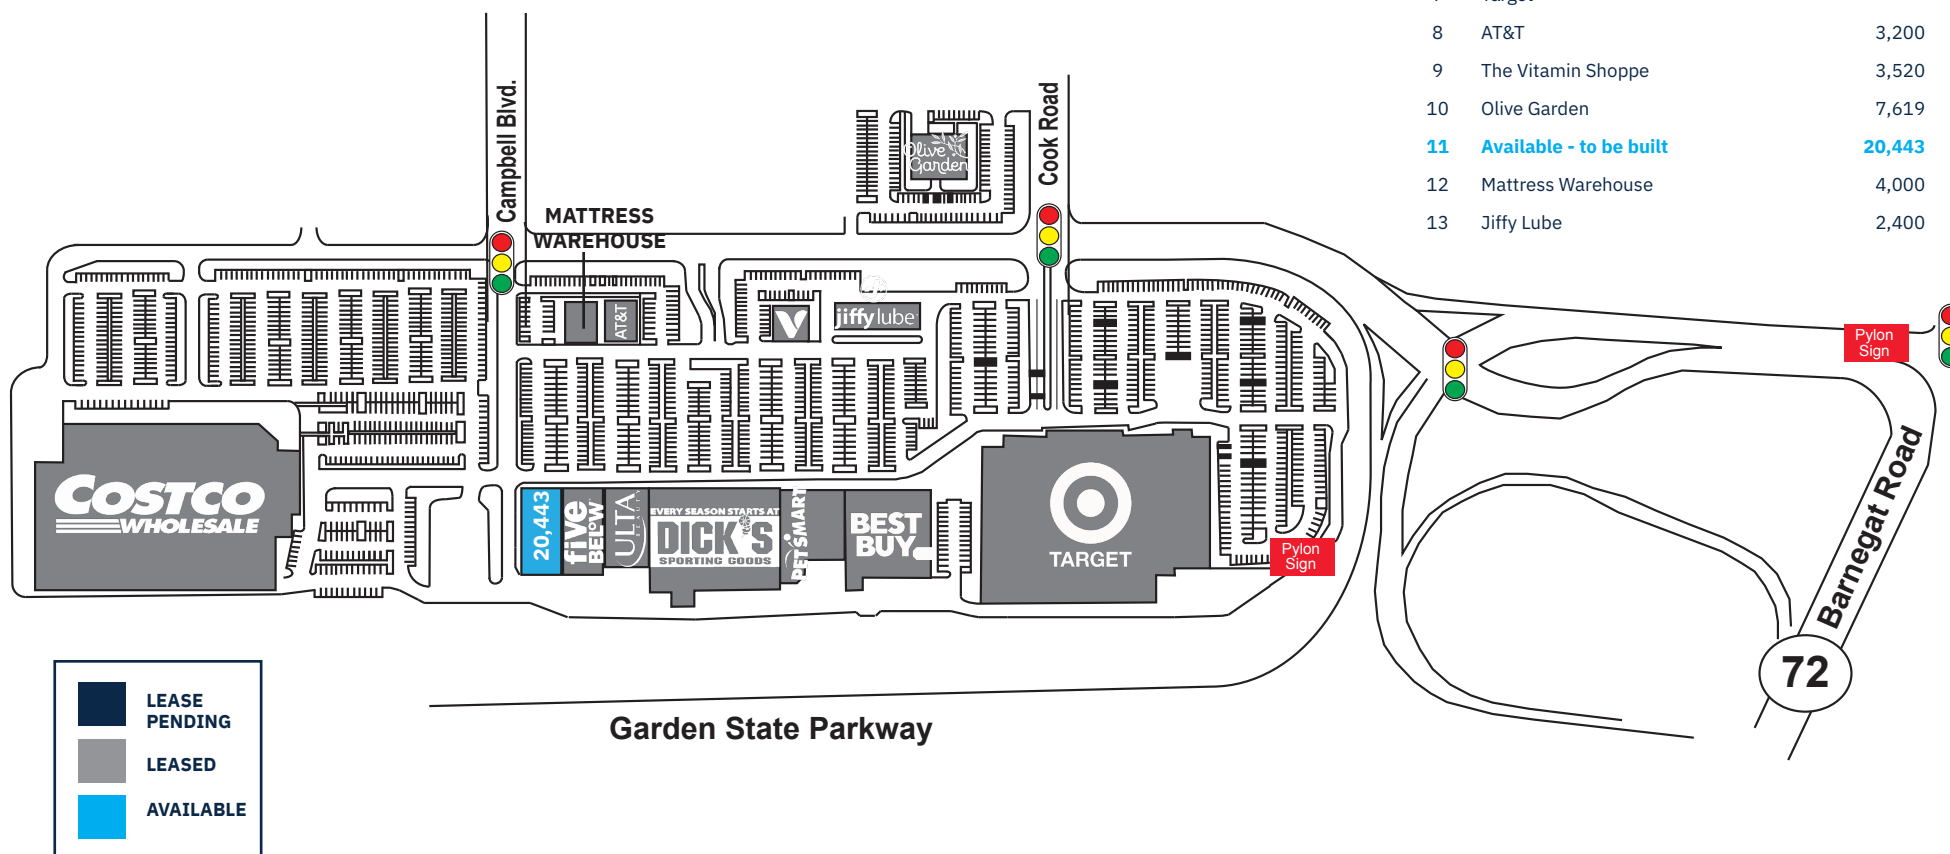 8 AT&T 3,200
9 The Vitamin Shoppe 3,520
10 Olive Garden 7,619
11 Available - to be built 20,443
12 Mattress Warehouse 4,000
13 Jiffy Lube 2,400
Campbell Blvd.
Cook Road
Olive
Garden
MATTRESS
WAREHOUSE
AT&T
V
jiffy lube
Pylon
Sign
COSTCO
WHOLESALE
20,443
five
BELOW
ULTA
BEAUTY
EVERY SEASON STARTS AT
DICK'S
SPORTING GOODS
PETSMART
BEST
BUY
TARGET
Pylon
Sign
Barnegat Road
72
Garden State Parkway
LEASE
PENDING
LEASED
AVAILABLE